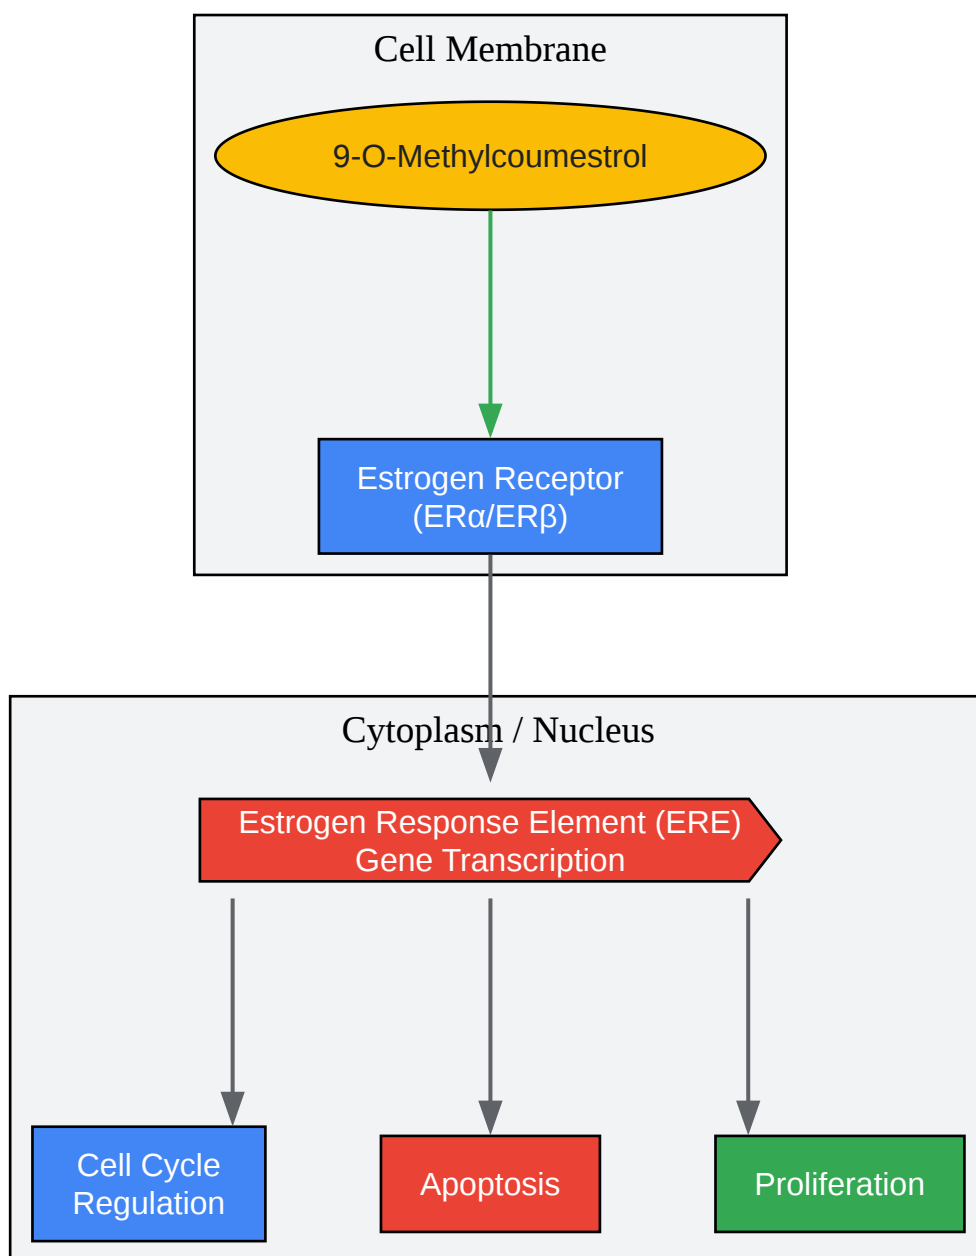 Cell Membrane
9-O-Methylcoumestrol
Estrogen Receptor
(ERα/ERβ)
Cytoplasm / Nucleus
Estrogen Response Element (ERE)
Gene Transcription
Cell Cycle
Regulation
Apoptosis
Proliferation